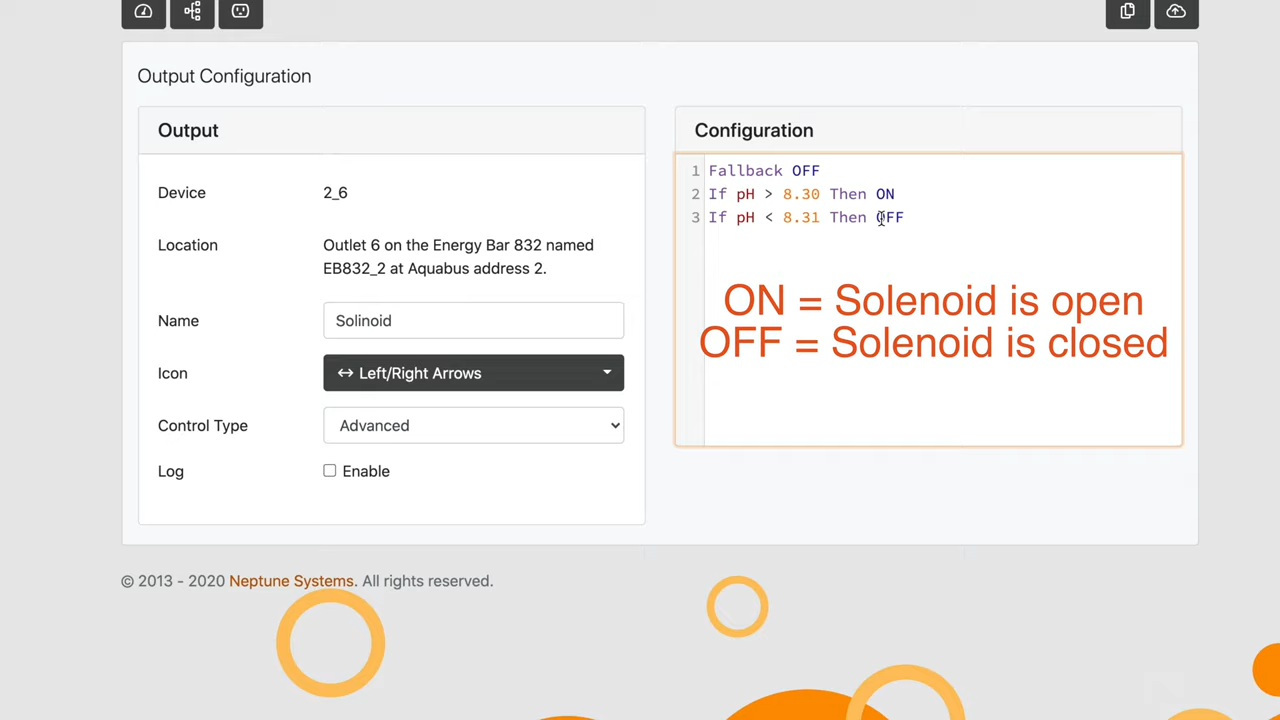 Output Configuration
Output
Device
2_6
Location
Outlet 6 on the Energy Bar 832 named
EB832_2 at Aquabus address 2.
Name
Solinoid
Icon
Left/Right Arrows
Control Type
Advanced
Log
Enable
Configuration
1 Fallback OFF
2 If pH > 8.30 Then ON
3 If pH < 8.31 Then OFF
ON = Solenoid is open
OFF = Solenoid is closed
© 2013 - 2020 Neptune Systems. All rights reserved.